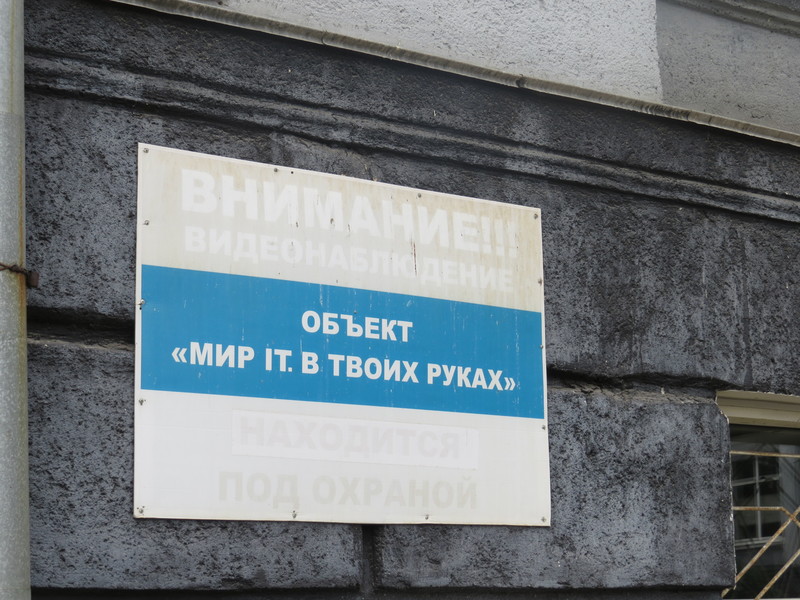 ВНИМАНИЕ!!!
ВИДЕОНАБЛЮДЕНИЕ
ОБЪЕКТ
«МИР IT. В ТВОИХ РУКАХ»
НАХОДИТСЯ
ПОД ОХРАНОЙ